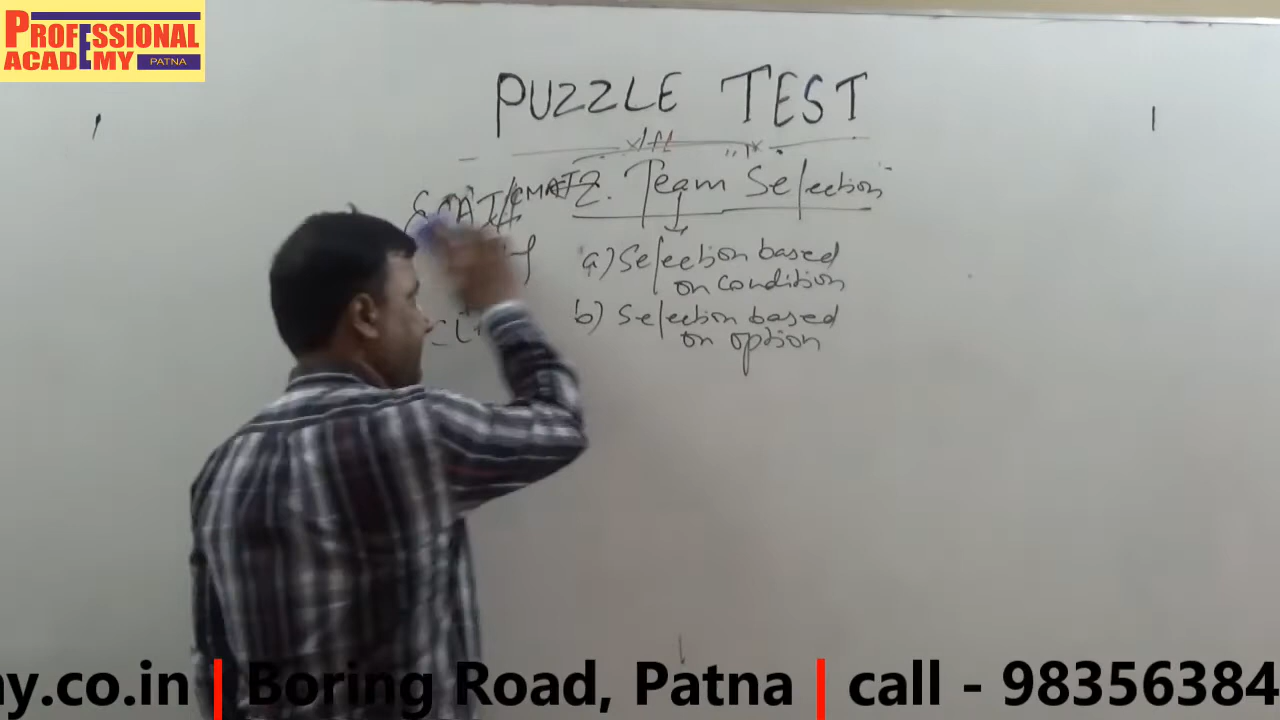 PROFESSIONAL
ACADEMY PATNA
PUZZLE TEST
2. Team Selection
a) Selection based
on condition
b) Selection based
on option
ny.co.in | Boring Road, Patna | call - 98356384